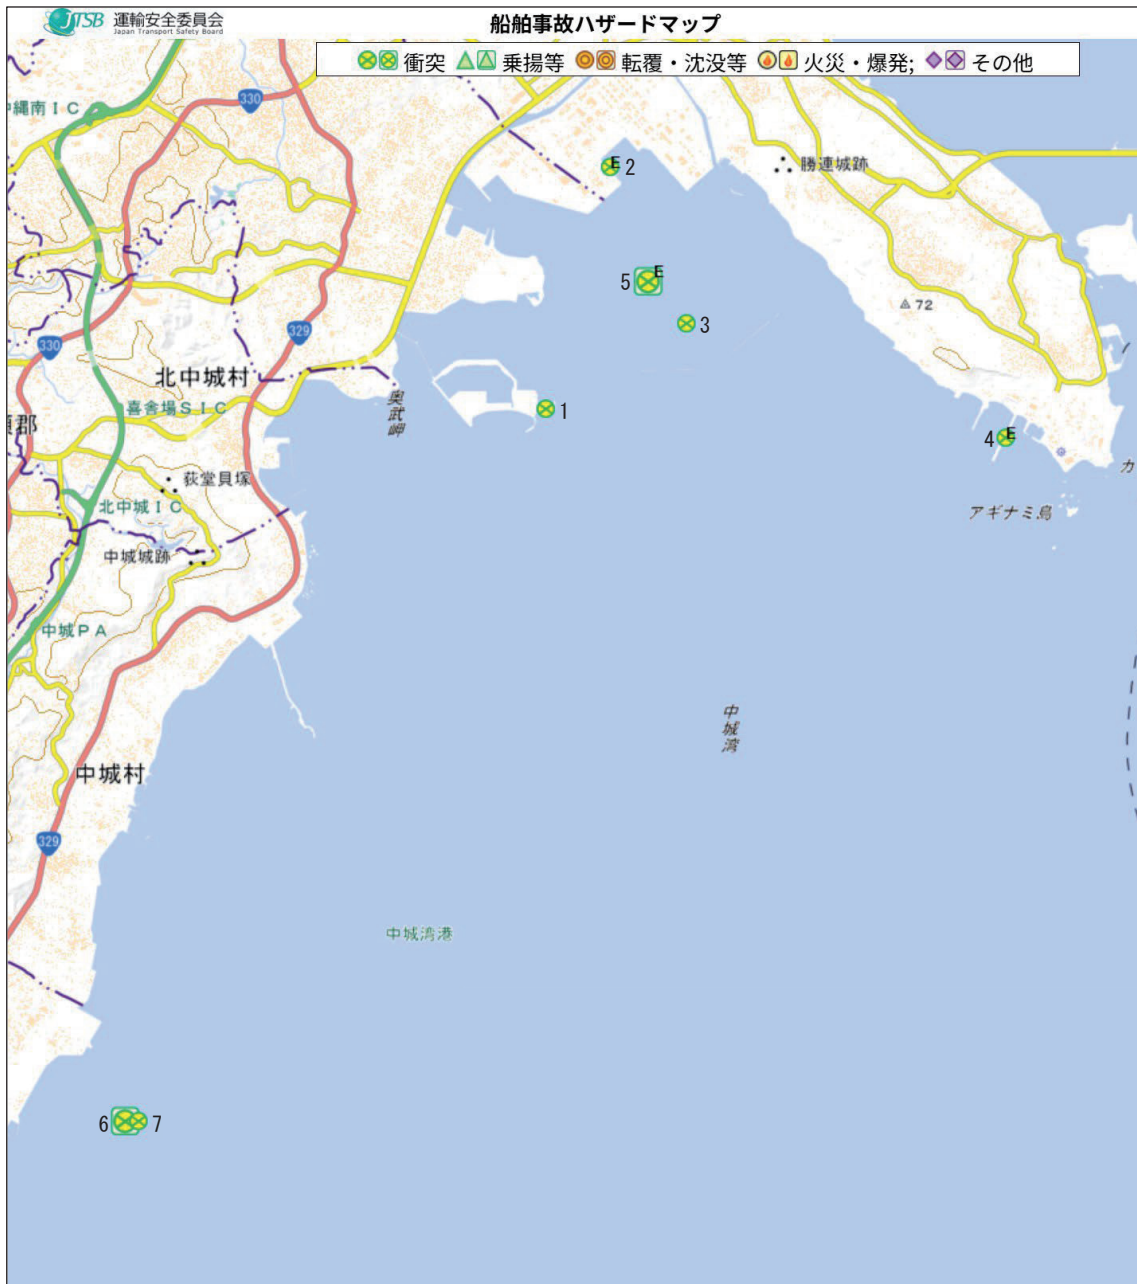 JTSB 運輸安全委員会
Japan Transport Safety Board
船舶事故ハザードマップ
衝突 乗揚等 転覆・沈没等 火災・爆発; その他
330
縄南ＩＣ
E
2
勝連城跡
E
5
3
72
329
330
北中城村
奥武岬
喜舎場ＳＩＣ
1
郡
E
4
カ
荻堂貝塚
北中城ＩＣ
アギナミ島
中城城跡
中城ＰＡ
中城湾
中城村
329
中城湾港
6
7